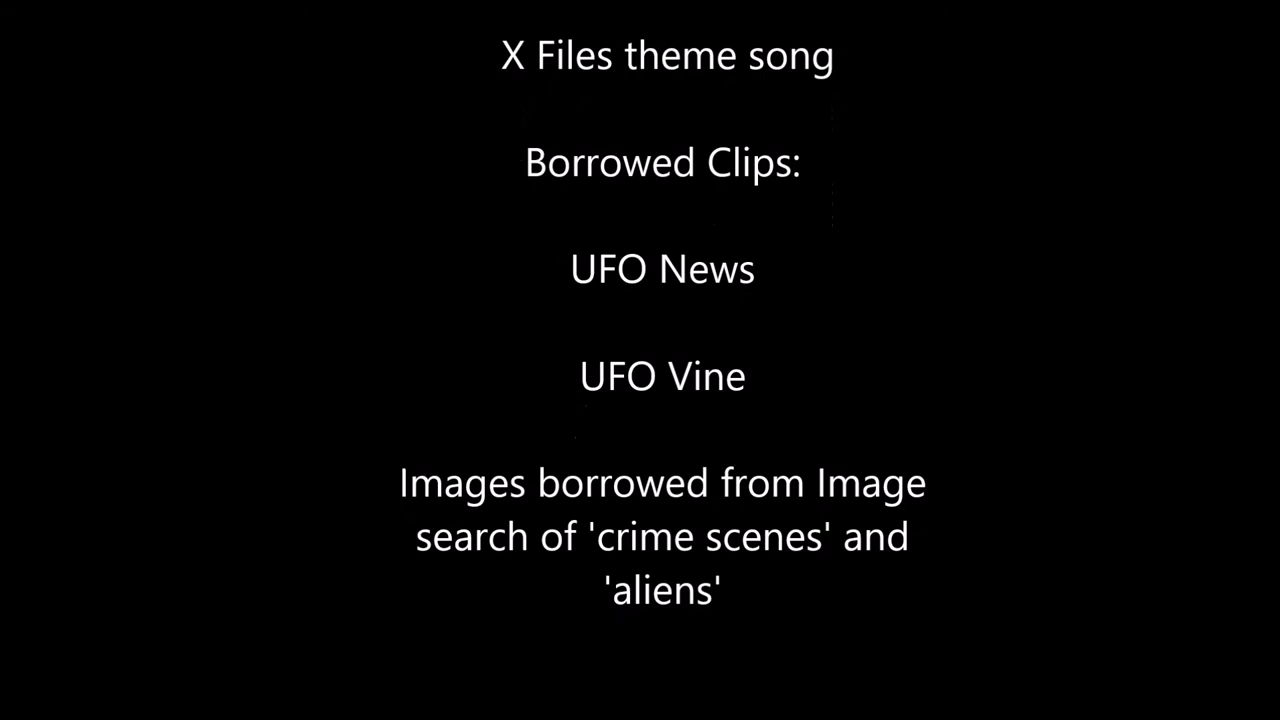 X Files theme song
Borrowed Clips:
UFO News
UFO Vine
Images borrowed from Image
search of 'crime scenes' and
'aliens'